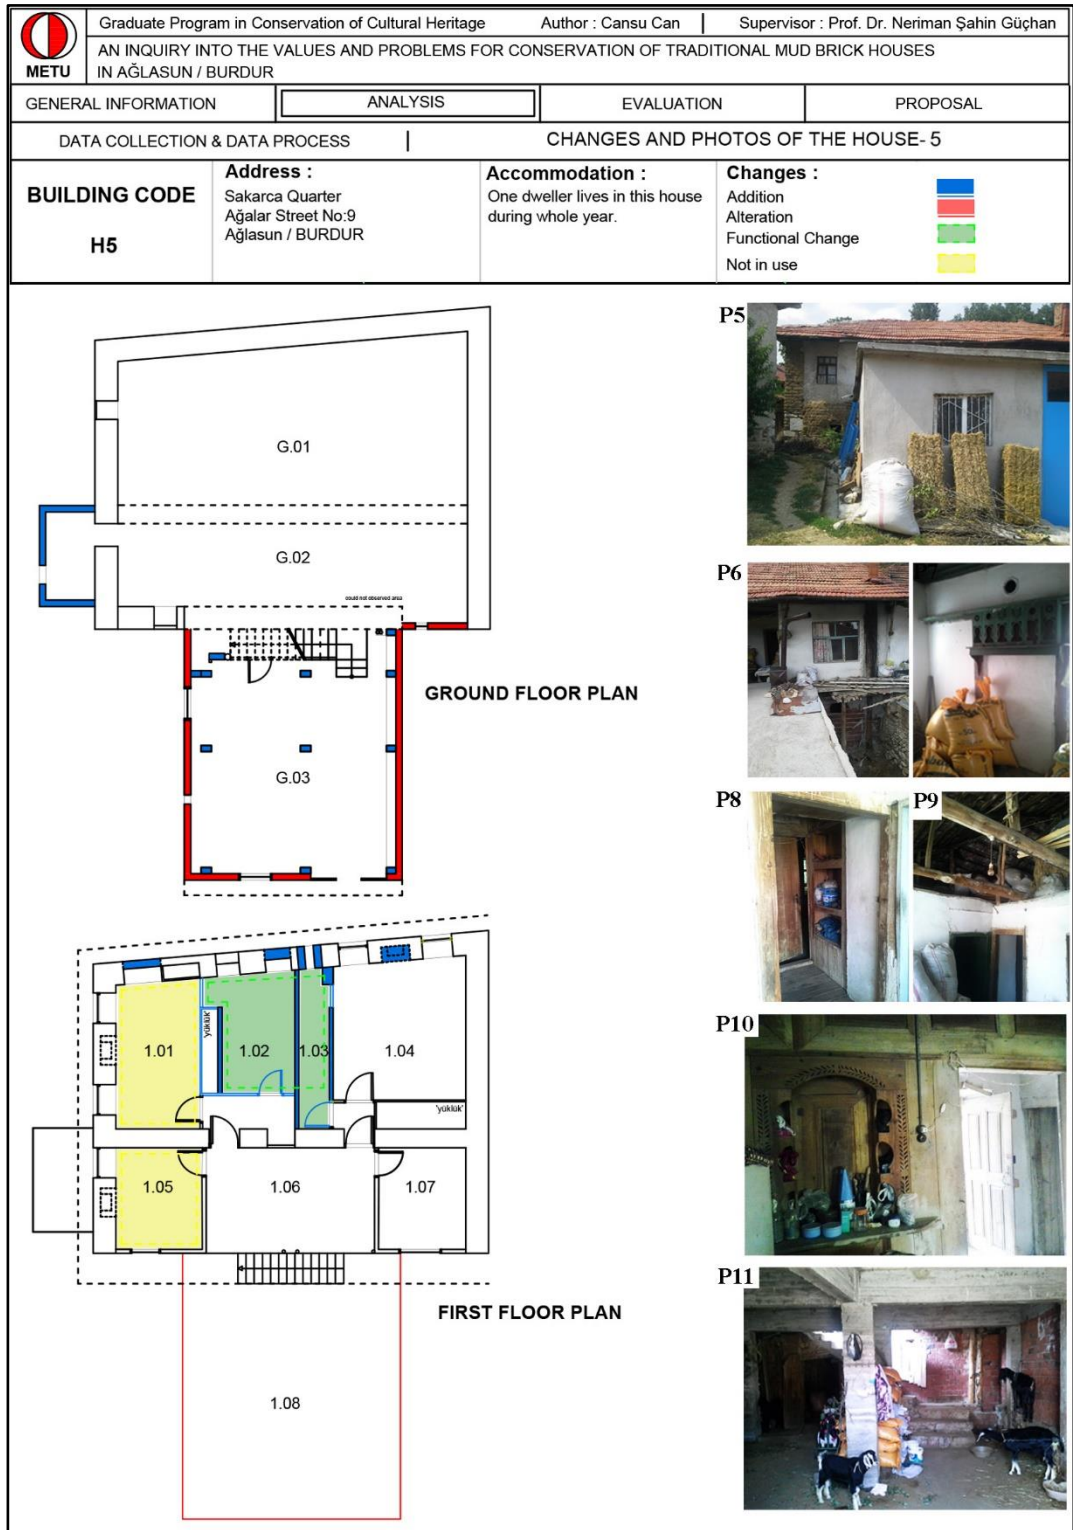 METU
Graduate Program in Conservation of Cultural Heritage
Author : Cansu Can
Supervisor : Prof. Dr. Neriman Şahin Güçhan
AN INQUIRY INTO THE VALUES AND PROBLEMS FOR CONSERVATION OF TRADITIONAL MUD BRICK HOUSES
IN AĞLASUN / BURDUR
GENERAL INFORMATION
ANALYSIS
EVALUATION
PROPOSAL
DATA COLLECTION & DATA PROCESS
CHANGES AND PHOTOS OF THE HOUSE- 5
BUILDING CODE
H5
Address :
Sakarca Quarter
Ağalar Street No:9
Ağlasun / BURDUR
Accommodation :
One dweller lives in this house
during whole year.
Changes :
Addition
Alteration
Functional Change
Not in use
G.01
G.02
could not observed area
G.03
GROUND FLOOR PLAN
1.01
'yüklük'
1.02
1.03
1.04
'yüklük'
1.05
1.06
1.07
FIRST FLOOR PLAN
1.08
P5
P6
P8
P9
P10
P11